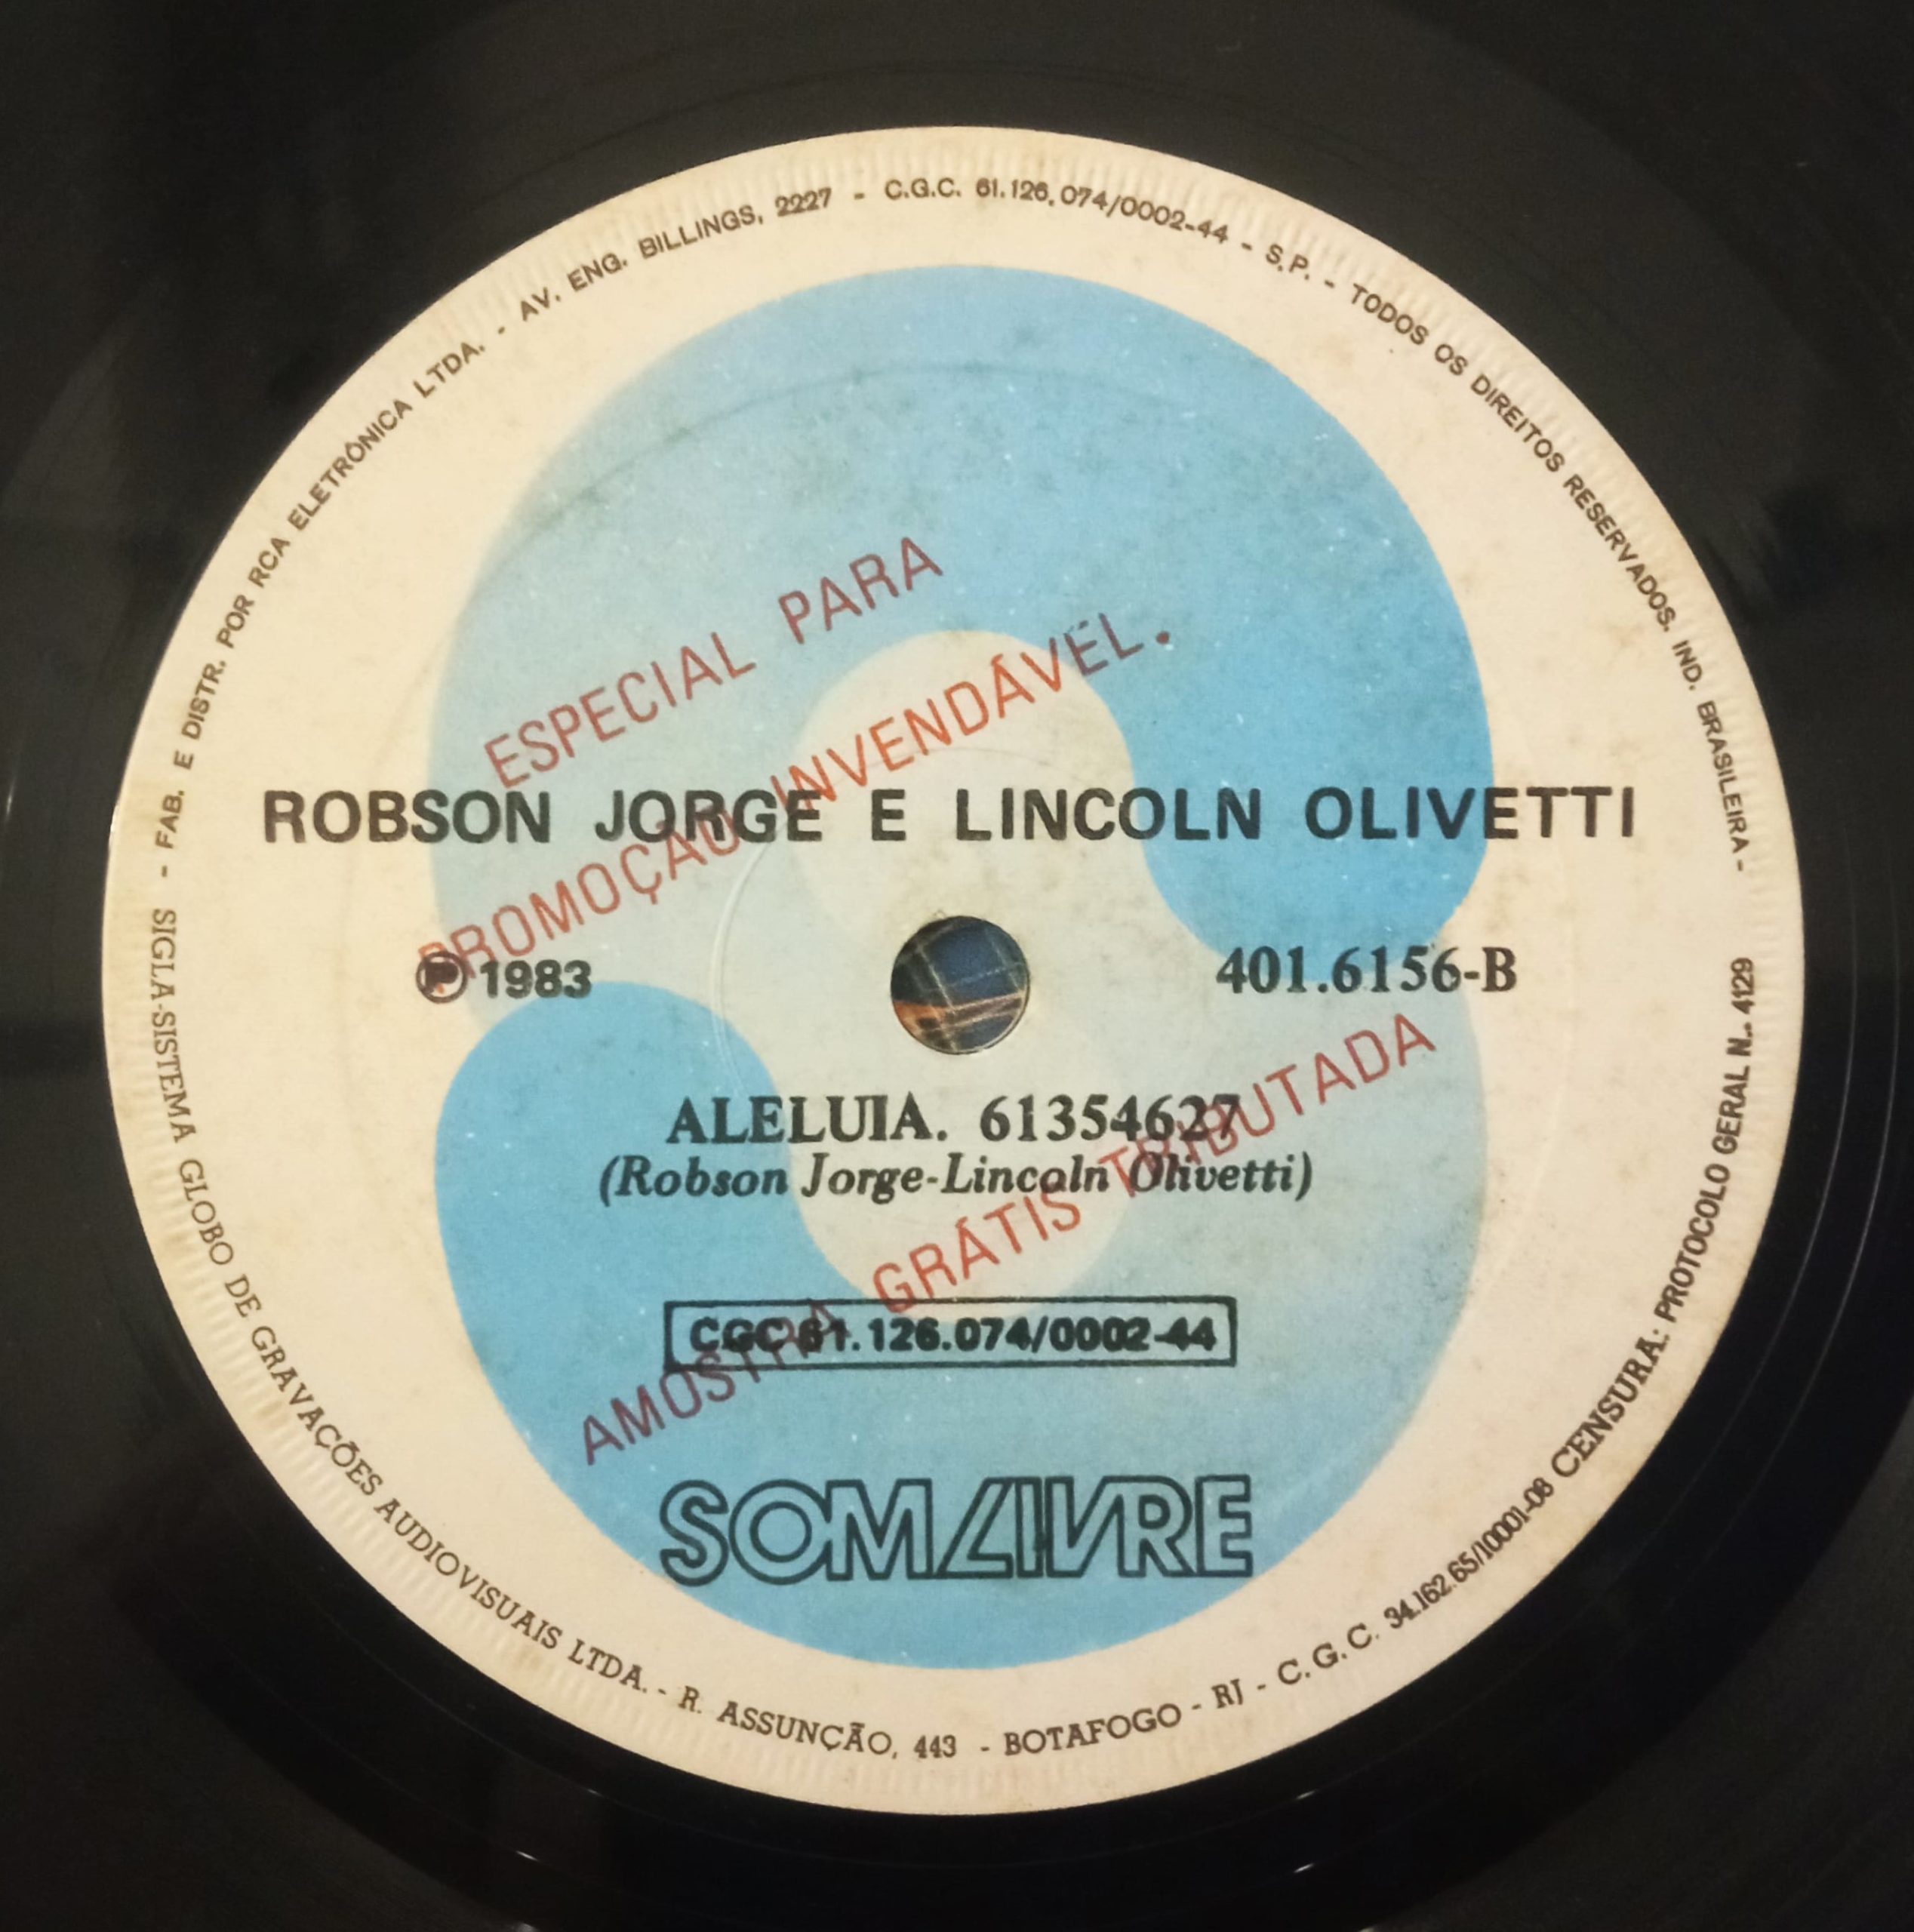 - FAB. E DISTR. POR RCA ELETRÔNICA LTDA. - AV. ENG. BILLINGS, 2227 - C.G.C. 61.126.074/0002-44 - S.P. - TODOS OS DIREITOS RESERVADOS. IND. BRASILEIRA -
ESPECIAL PARA
PROMOÇÃO INVENDÁVEL.
ROBSON JORGE E LINCOLN OLIVETTI
Ⓟ 1983
401.6156-B
ALELUIA. 61354627
(Robson Jorge-Lincoln Olivetti)
AMOSTRA GRÁTIS TRIBUTADA
CGC 61.126.074/0002-44
SOM LIVRE
SIGLA-SISTEMA GLOBO DE GRAVAÇÕES AUDIOVISUAIS LTDA. - R. ASSUNÇÃO, 443 - BOTAFOGO - RJ - C.G.C. 34.162.65/10001-08 CENSURA: PROTOCOLO GERAL N.. 4129